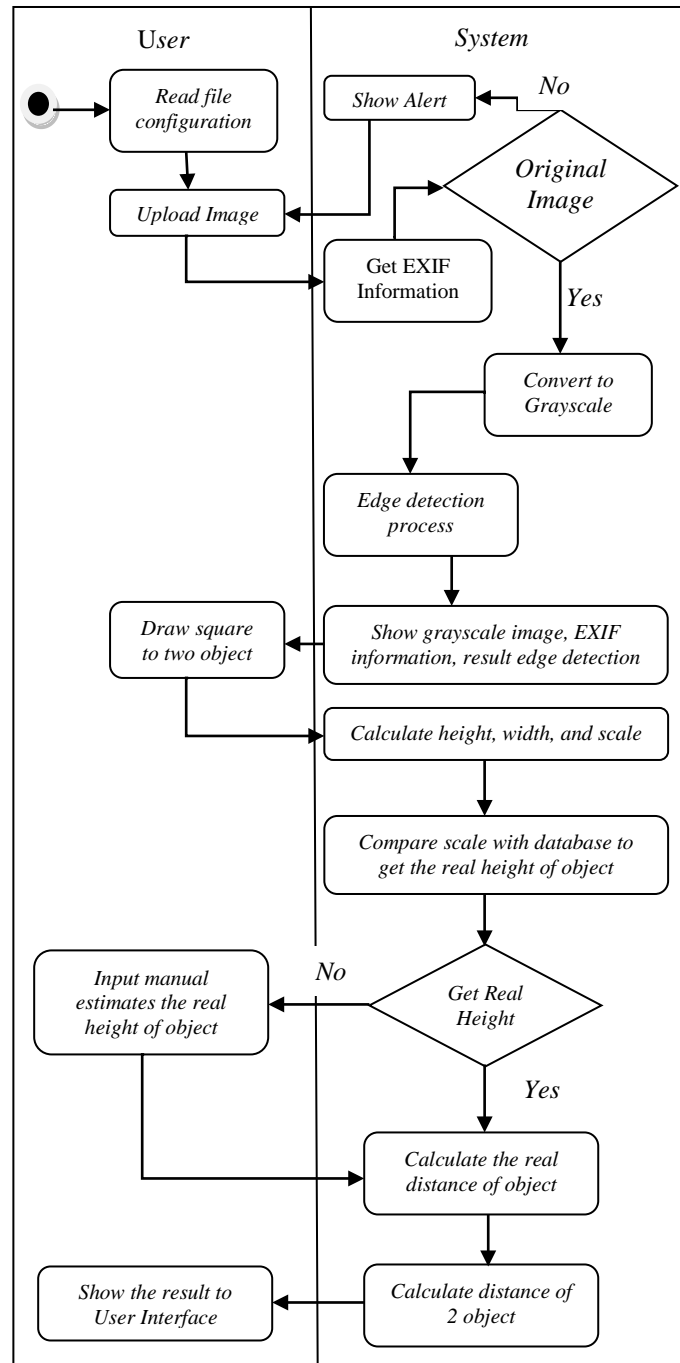 User
System
Read file
configuration
Show Alert
No
Original
Image
Upload Image
Get EXIF
Information
Yes
Convert to
Grayscale
Edge detection
process
Draw square
to two object
Show grayscale image, EXIF
information, result edge detection
Calculate height, width, and scale
Compare scale with database to
get the real height of object
Input manual
estimates the real
height of object
No
Get Real
Height
Yes
Calculate the real
distance of object
Show the result to
User Interface
Calculate distance of
2 object